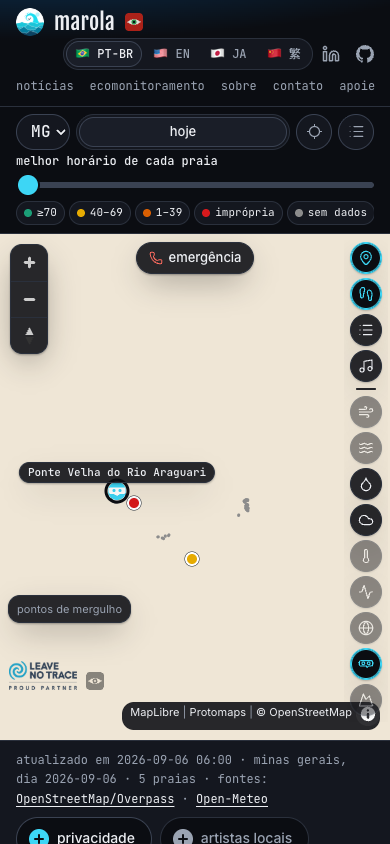 marola
PT-BR EN JA 繁
notícias ecomonitoramento sobre contato apoie
MG hoje
melhor horário de cada praia
≥70 40–69 1–39 imprópria sem dados
emergência
Ponte Velha do Rio Araguari
pontos de mergulho
LEAVE
NO TRACE
PROUD PARTNER
MapLibre | Protomaps | © OpenStreetMap
atualizado em 2026-09-06 06:00 · minas gerais,
dia 2026-09-06 · 5 praias · fontes:
OpenStreetMap/Overpass · Open-Meteo
privacidade artistas locais